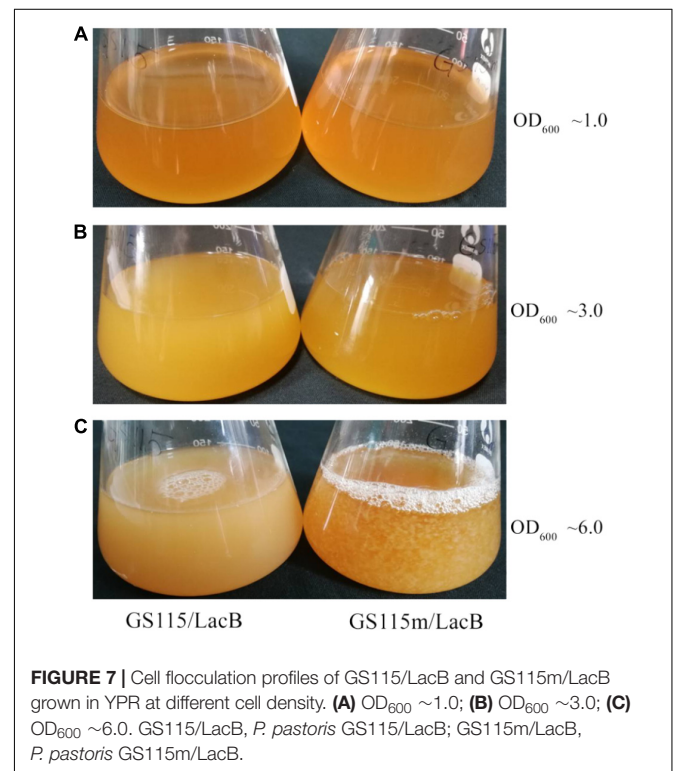 A
OD600 ~1.0
B
OD600 ~3.0
C
150
OD600 ~6.0
GS115/LacB GS115m/LacB
FIGURE 7 | Cell flocculation profiles of GS115/LacB and GS115m/LacB
grown in YPR at different cell density. (A) OD600 ~1.0; (B) OD600 ~3.0; (C)
OD600 ~6.0. GS115/LacB, P. pastoris GS115/LacB; GS115m/LacB,
P. pastoris GS115m/LacB.